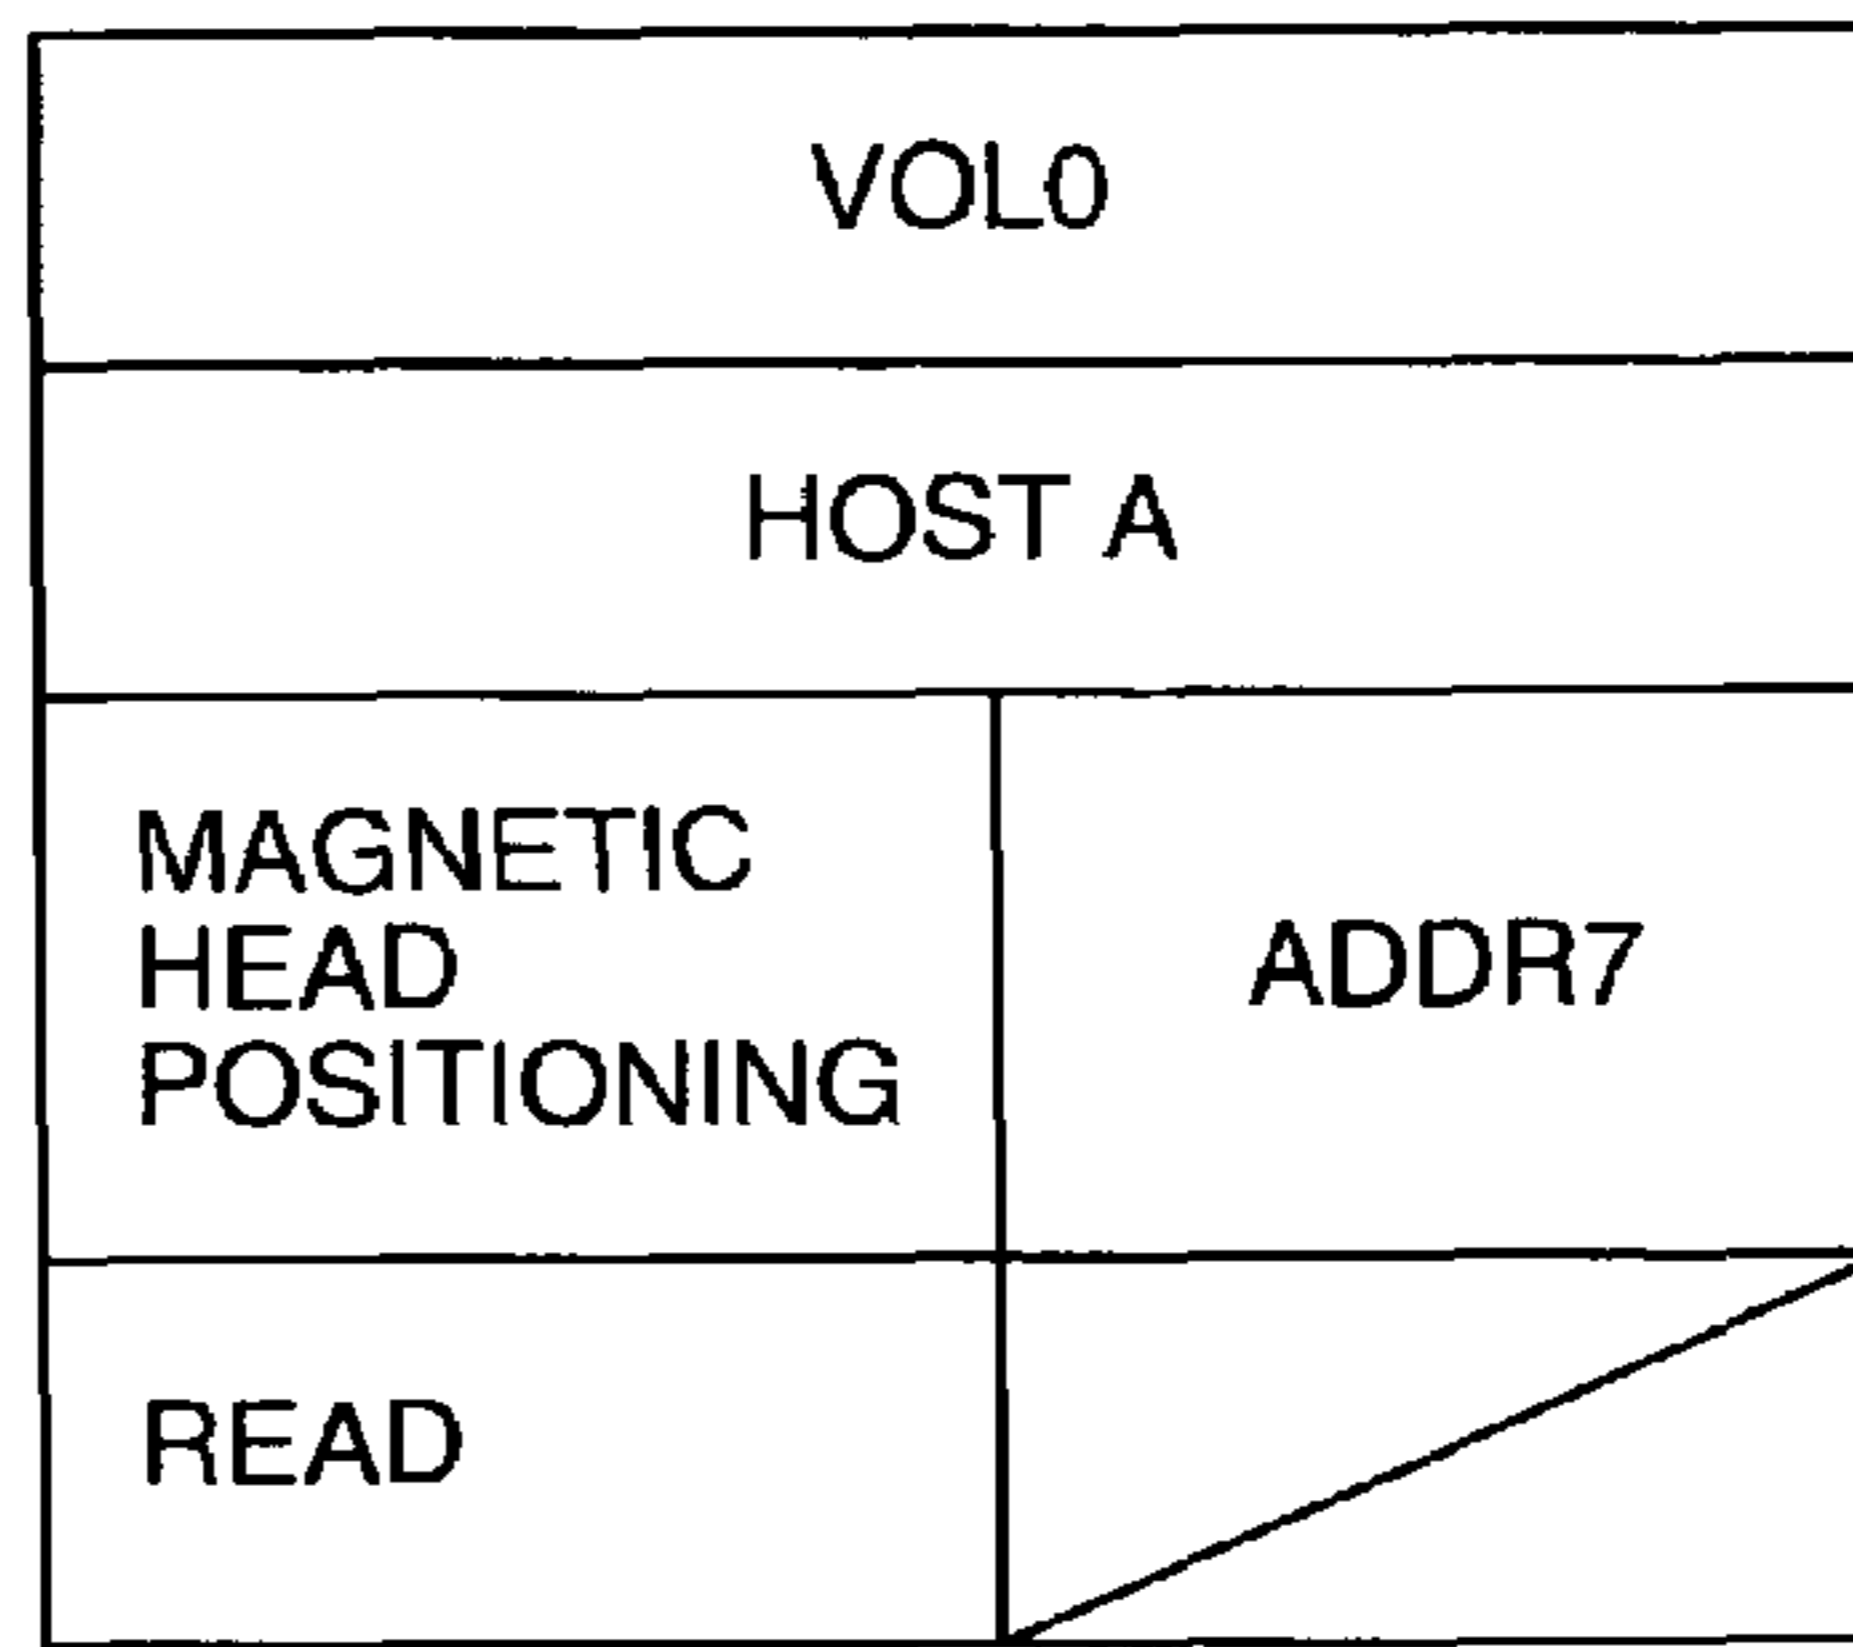 VOL0
HOST A
MAGNETIC
HEAD
POSITIONING
ADDR7
READ